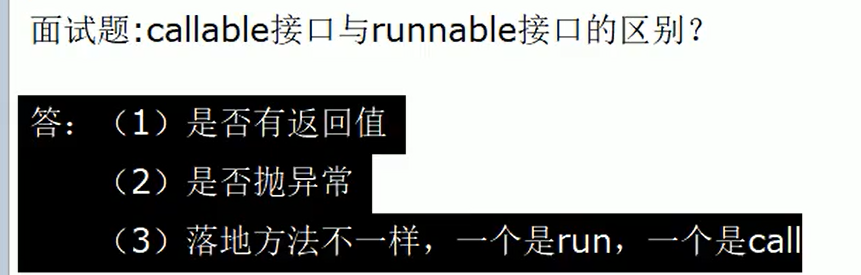 面试题:callable接口与runnable接口的区别？
答：（1）是否有返回值
（2）是否抛异常
（3）落地方法不一样，一个是run，一个是call